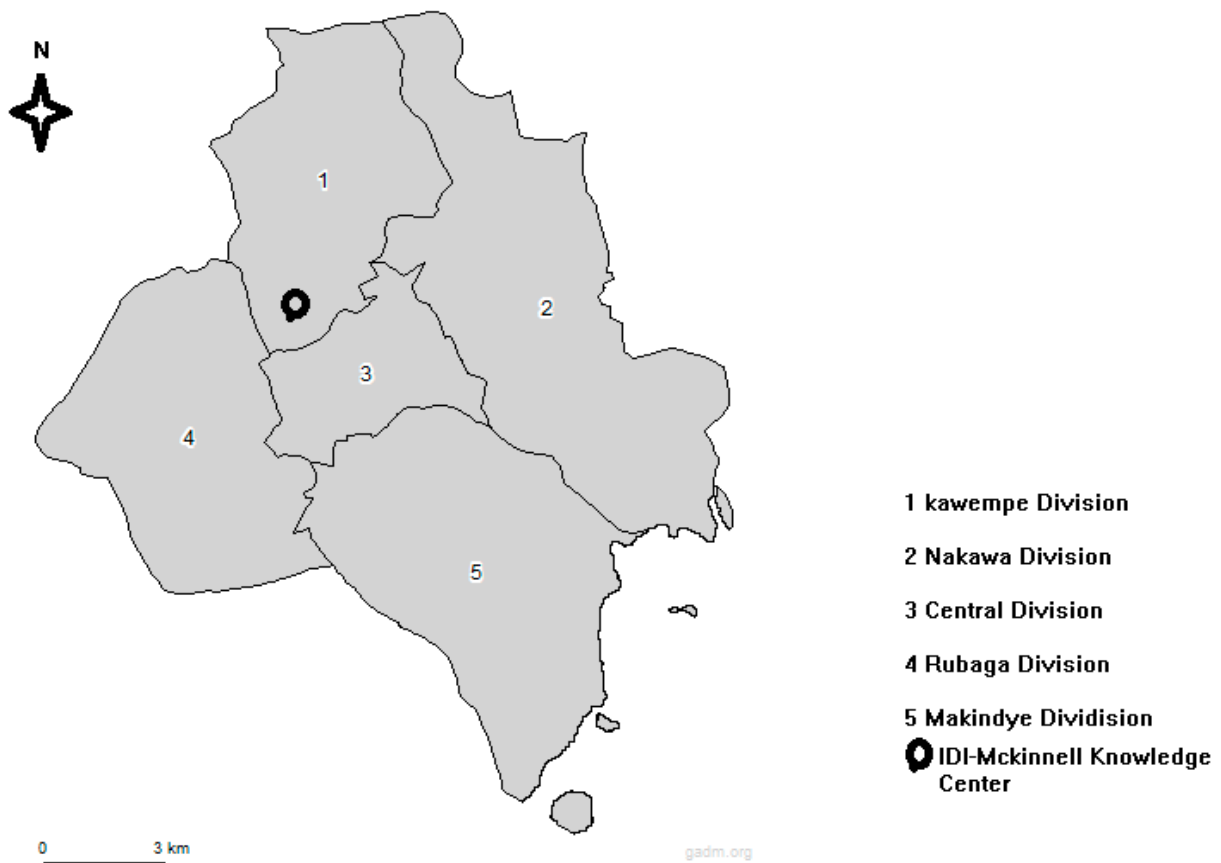 N
1
2
3
4
5
1 kawempe Division
2 Nakawa Division
3 Central Division
4 Rubaga Division
5 Makindye Dividision
IDI-Mckinnell Knowledge
Center
0 3 km
gadm.org